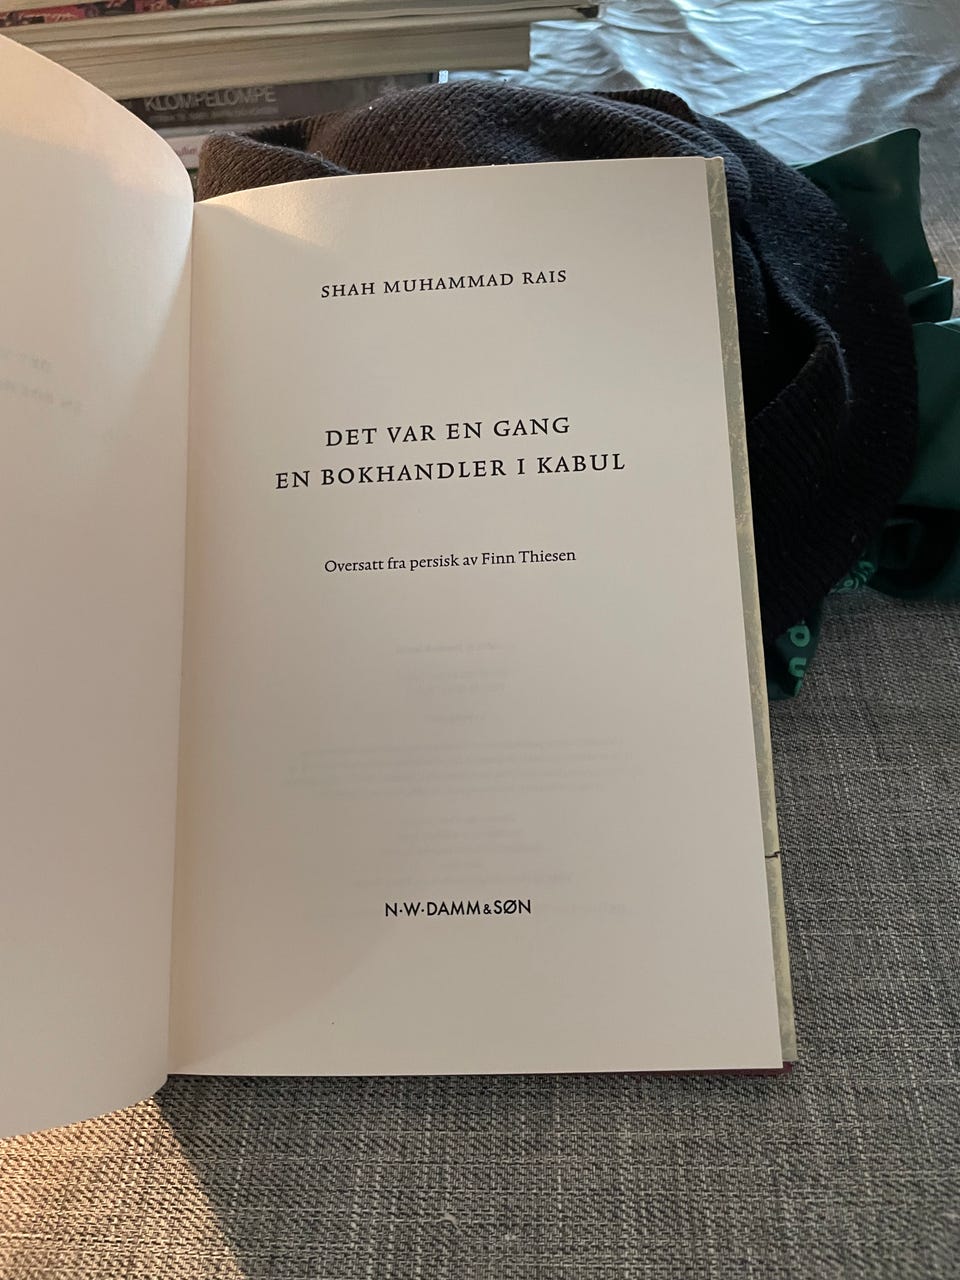 KLOMPELOMPE
SHAH MUHAMMAD RAIS
DET VAR EN GANG
EN BOKHANDLER I KABUL
Oversatt fra persisk av Finn Thiesen
N·W·DAMM&SØN